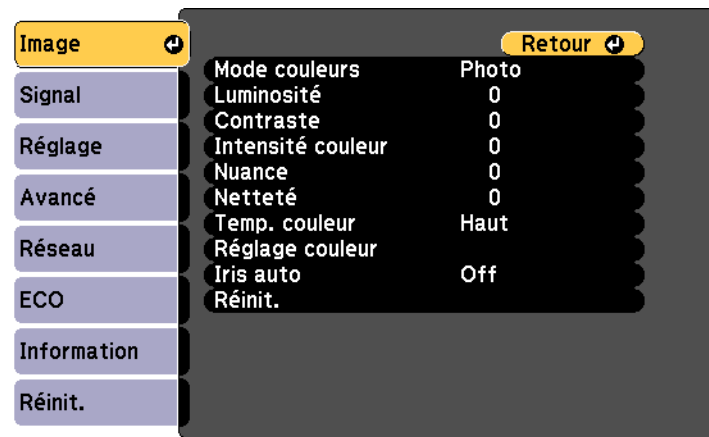 Image
Signal
Réglage
Avancé
Réseau
ECO
Information
Réinit.
Retour
Mode couleurs Photo
Luminosité 0
Contraste 0
Intensité couleur 0
Nuance 0
Netteté 0
Temp. couleur Haut
Réglage couleur
Iris auto Off
Réinit.